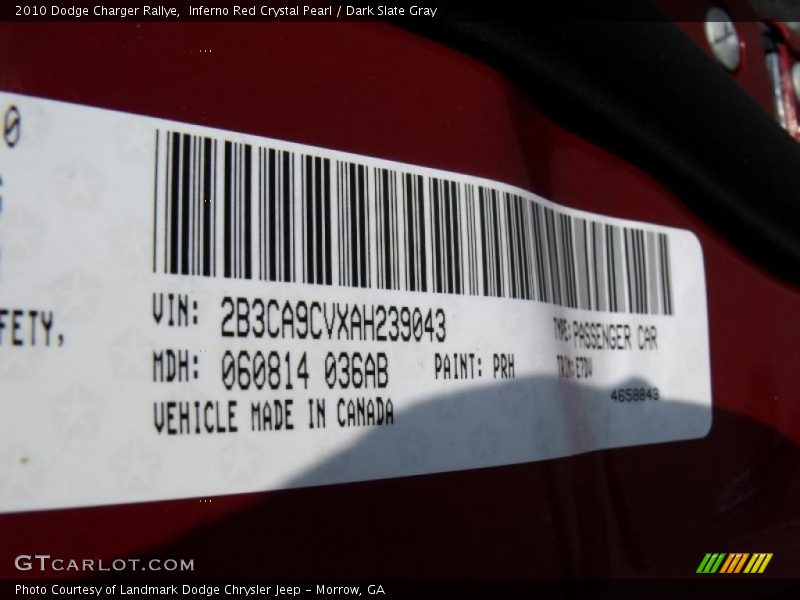 2010 Dodge Charger Rallye, Inferno Red Crystal Pearl / Dark Slate Gray
0
FETY,
VIN: 2B3CA9CVXAH239043
TYPE: PASSENGER CAR
MDH: 060814 036AB
PAINT: PRH
TRIM: E7DV
VEHICLE MADE IN CANADA
4658843
GTCARLOT.COM
Photo Courtesy of Landmark Dodge Chrysler Jeep - Morrow, GA